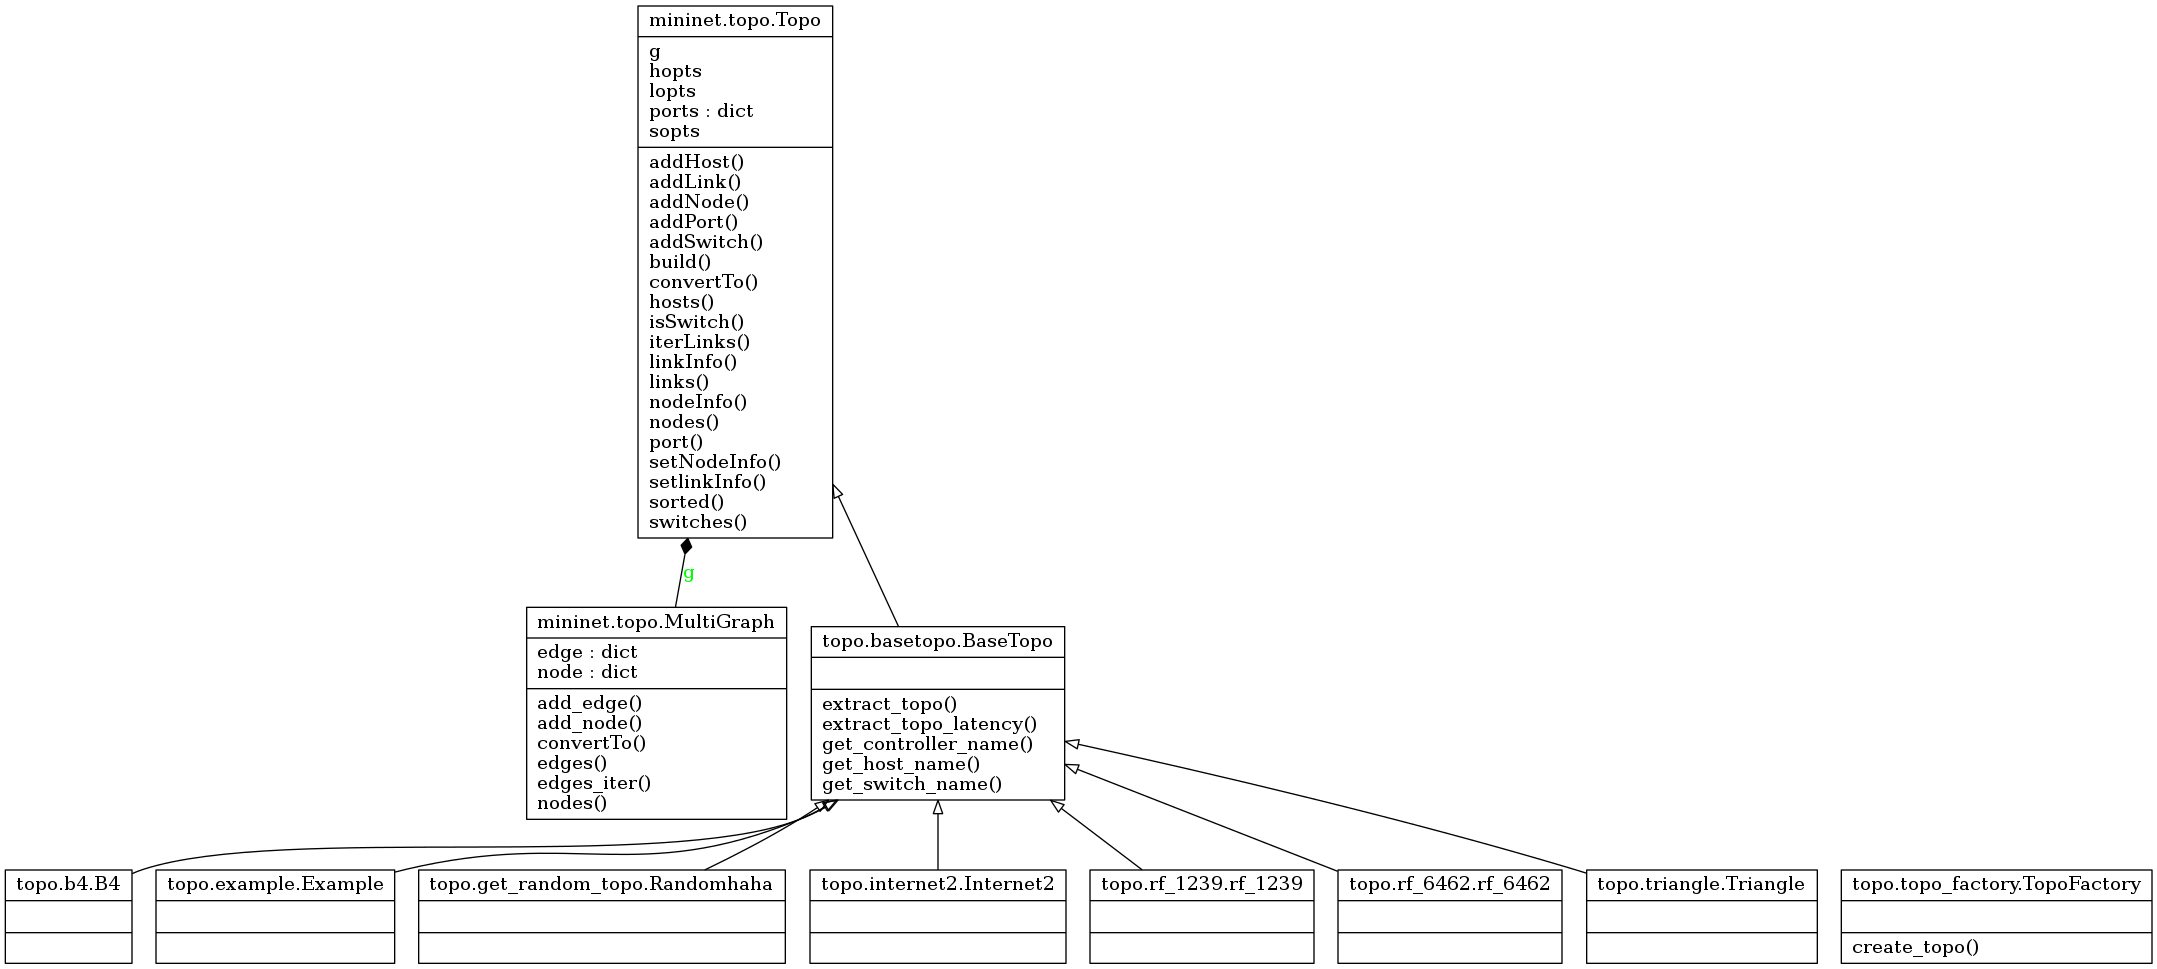 mininet.topo.Topo
g
hopts
lopts
ports : dict
sopts
addHost()
addLink()
addNode()
addPort()
addSwitch()
build()
convertTo()
hosts()
isSwitch()
iterLinks()
linkInfo()
links()
nodeInfo()
nodes()
port()
setNodeInfo()
setlinkInfo()
sorted()
switches()
g
mininet.topo.MultiGraph
edge : dict
node : dict
add_edge()
add_node()
convertTo()
edges()
edges_iter()
nodes()
topo.basetopo.BaseTopo
extract_topo()
extract_topo_latency()
get_controller_name()
get_host_name()
get_switch_name()
topo.b4.B4
topo.example.Example
topo.get_random_topo.Randomhaha
topo.internet2.Internet2
topo.rf_1239.rf_1239
topo.rf_6462.rf_6462
topo.triangle.Triangle
topo.topo_factory.TopoFactory
create_topo()